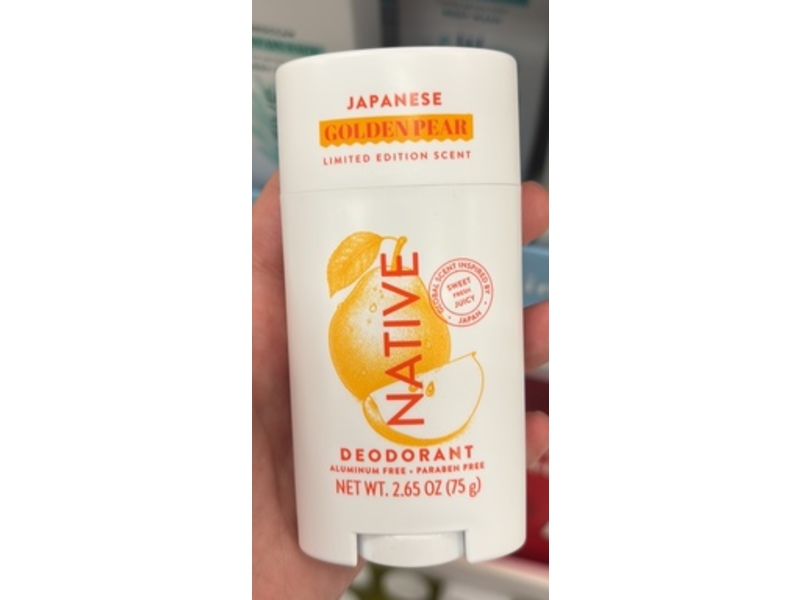 JAPANESE
GOLDEN PEAR
LIMITED EDITION SCENT
NATIVE
GLOBAL SCENT INSPIRED BY
JAPAN
SWEET
FRESH
JUICY
DEODORANT
ALUMINUM FREE • PARABEN FREE
NET WT. 2.65 OZ (75 g)